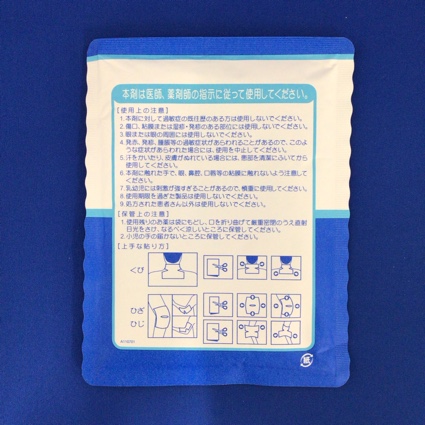 本剤は医師、薬剤師の指示に従って使用してください。
【使用上の注意】
1.本剤に対して過敏症の既往歴のある方は使用しないでください。
2.傷口、粘膜または湿疹・発疹のある部位には使用しないでください。
3.眼または眼の周囲には使用しないでください。
4.発赤、発疹、腫脹等の過敏症状があらわれることがあるので、このよ
うな症状があらわれた場合には、使用を中止してください。
5.汗をかいたり、皮膚がぬれている場合には、患部を清潔にふいてから
使用してください。
6.本剤に触れた手で、眼、鼻腔、口唇等の粘膜に触れないよう注意して
ください。
7.乳幼児には刺激が強すぎることがあるので、慎重に使用してください。
8.使用期限を過ぎた製品は使用しないでください。
9.処方された患者さん以外は使用しないでください。
【保管上の注意】
1.使用残りのお薬は袋にもどし、口を折り曲げて厳重密閉のうえ直射
日光をさけ、なるべく涼しいところに保管してください。
2.小児の手の届かないところに保管してください。
【上手な貼り方】
くび
ひざ
ひじ